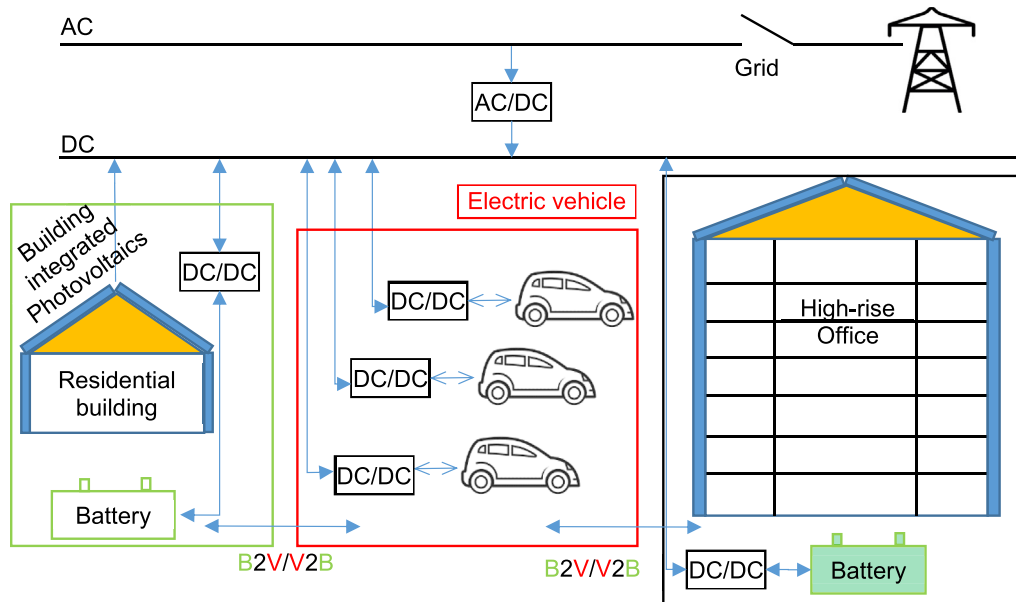 AC
Grid
AC/DC
DC
Electric vehicle
Building
integrated
Photovoltaics
DC/DC
DC/DC
High-rise
Office
DC/DC
Residential
building
DC/DC
Battery
B2V/V2B
B2V/V2B
DC/DC
Battery